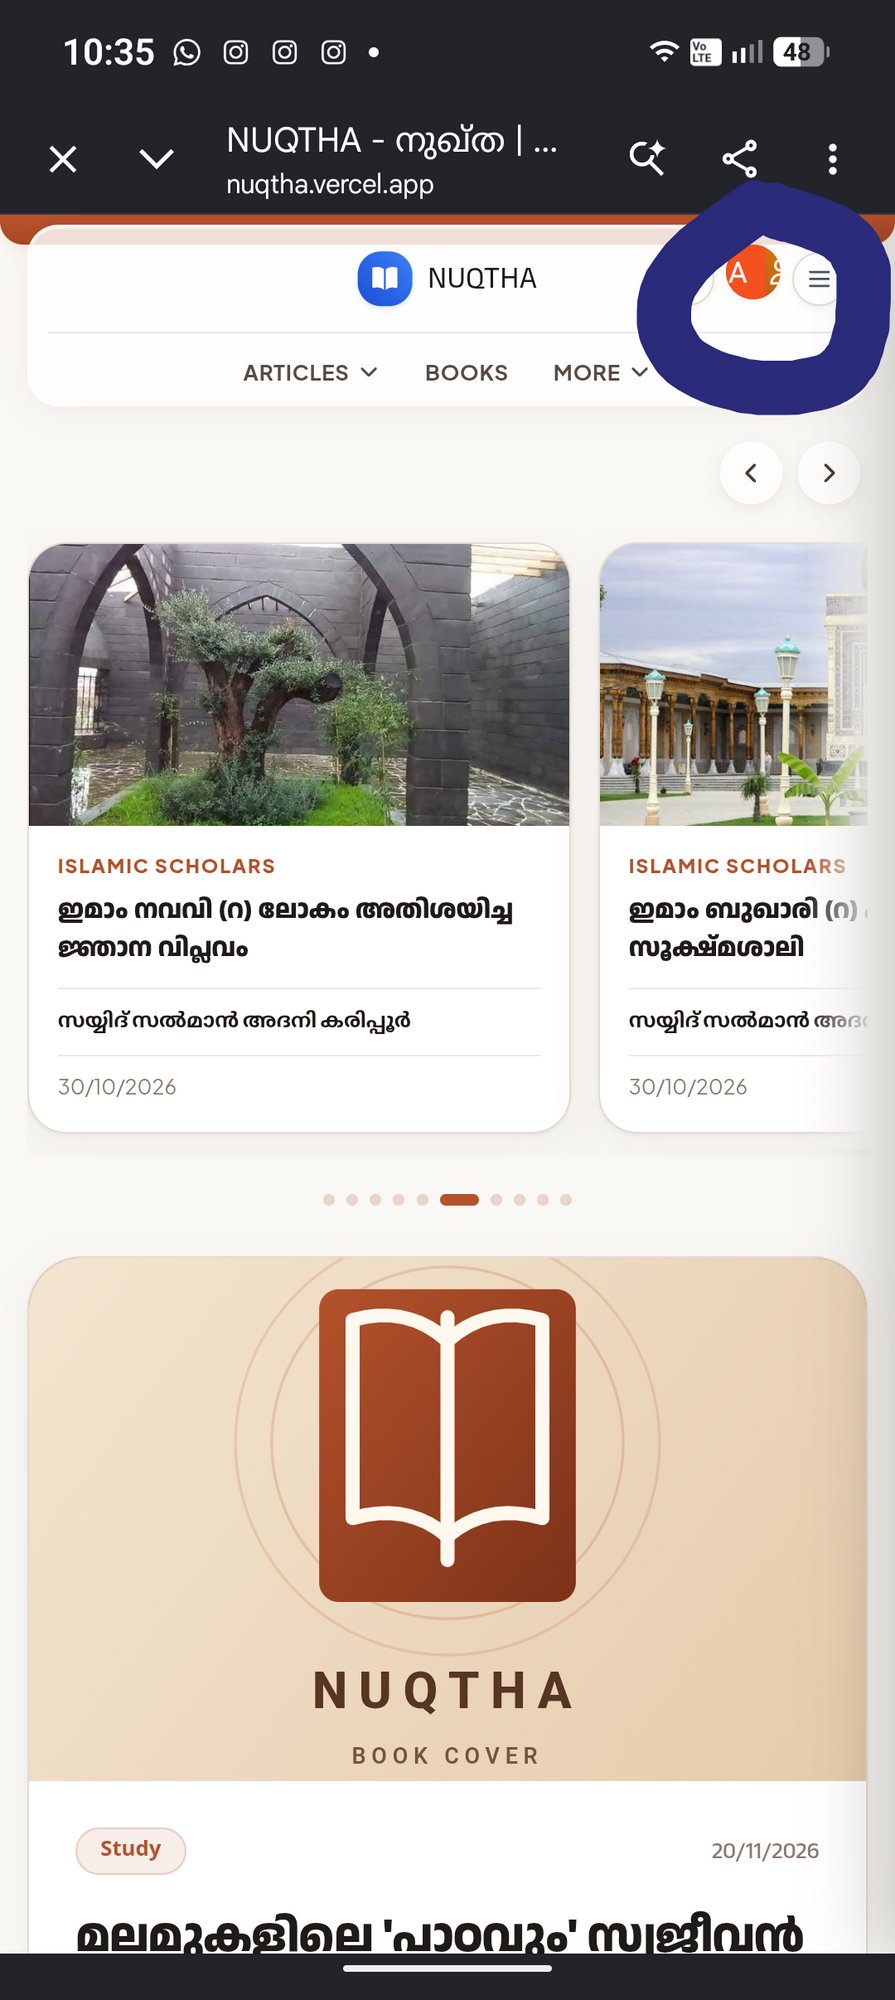 10:35
Vo LTE
48
NUQTHA - നുഖ്ത | ...
nuqtha.vercel.app
NUQTHA
A
ARTICLES
BOOKS
MORE
ISLAMIC SCHOLARS
ഇമാം നവവി (റ) ലോകം അതിശയിച്ച
ജ്ഞാന വിപ്ലവം
സയ്യിദ് സൽമാൻ അദനി കരിപ്പൂർ
30/10/2026
ISLAMIC SCHOLARS
ഇമാം ബുഖാരി (റ)
സൂക്ഷ്മശാലി
സയ്യിദ് സൽമാൻ
30/10/2026
NUQTHA
BOOK COVER
Study
20/11/2026
മലമുകളിലെ 'പാഠവും' സ്വജീവൻ